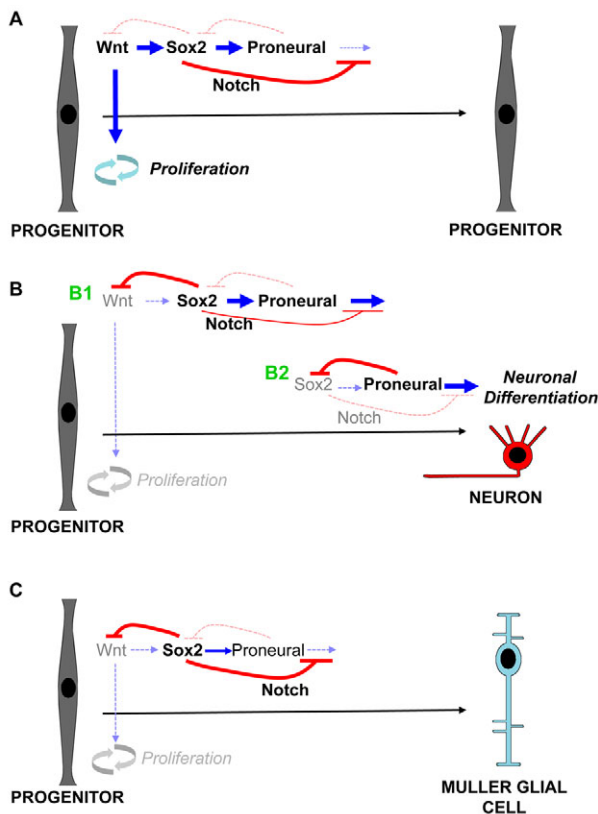 A
Wnt Sox2 Proneural
Notch
Proliferation
PROGENITOR PROGENITOR
B
B1
Wnt Sox2 Proneural
Notch
B2
Sox2 Proneural
Neuronal
Differentiation
Notch
Proliferation
NEURON
PROGENITOR
C
Wnt Sox2 Proneural
Notch
Proliferation
PROGENITOR
MULLER GLIAL
CELL